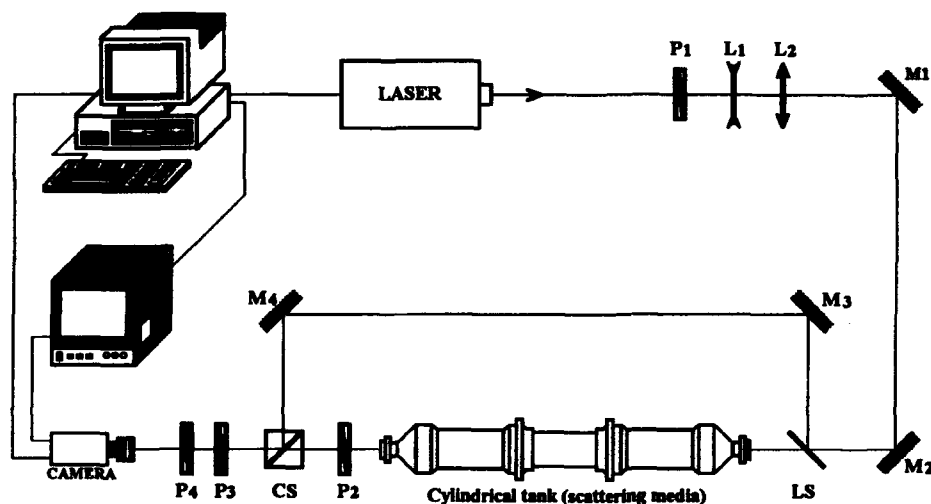 P1 L1 L2
M1
LASER
M4
M3
CAMERA
P4 P3 CS P2
Cylindrical tank (scattering media)
LS
M2